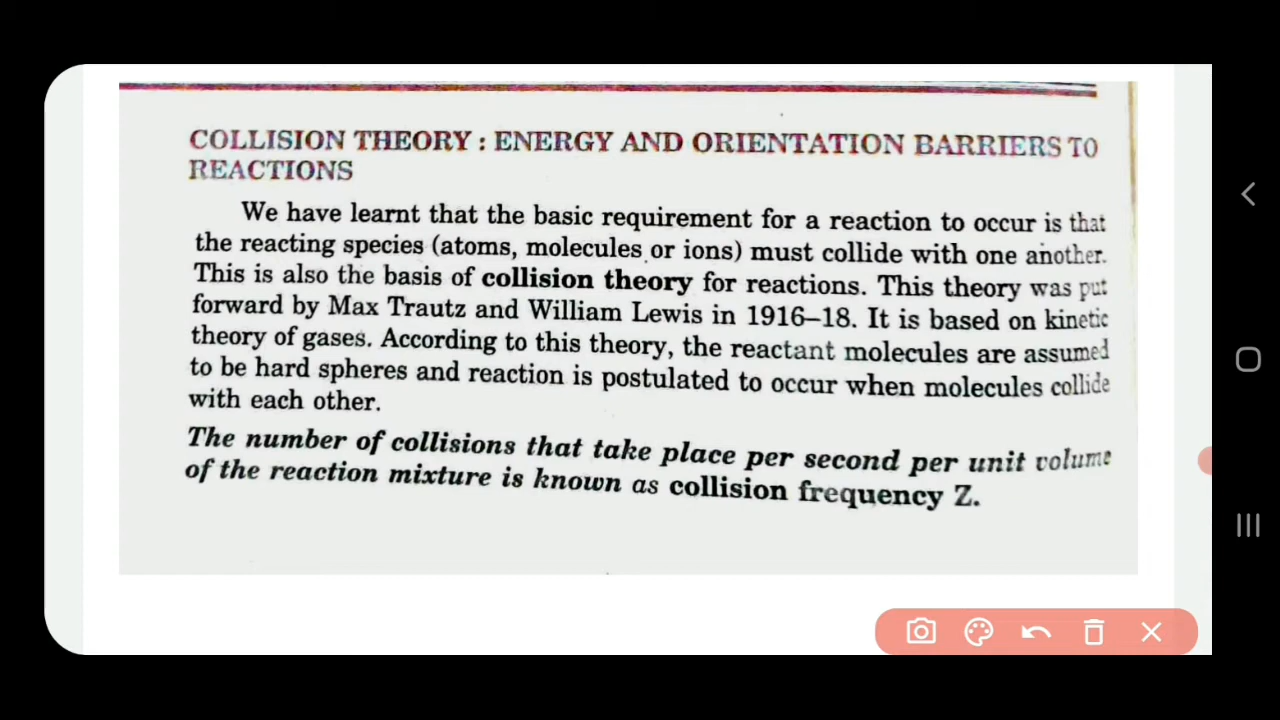 COLLISION THEORY : ENERGY AND ORIENTATION BARRIERS TO
REACTIONS
We have learnt that the basic requirement for a reaction to occur is that
the reacting species (atoms, molecules or ions) must collide with one another.
This is also the basis of collision theory for reactions. This theory was put
forward by Max Trautz and William Lewis in 1916–18. It is based on kinetic
theory of gases. According to this theory, the reactant molecules are assumed
to be hard spheres and reaction is postulated to occur when molecules collide
with each other.
The number of collisions that take place per second per unit volume
of the reaction mixture is known as collision frequency Z.